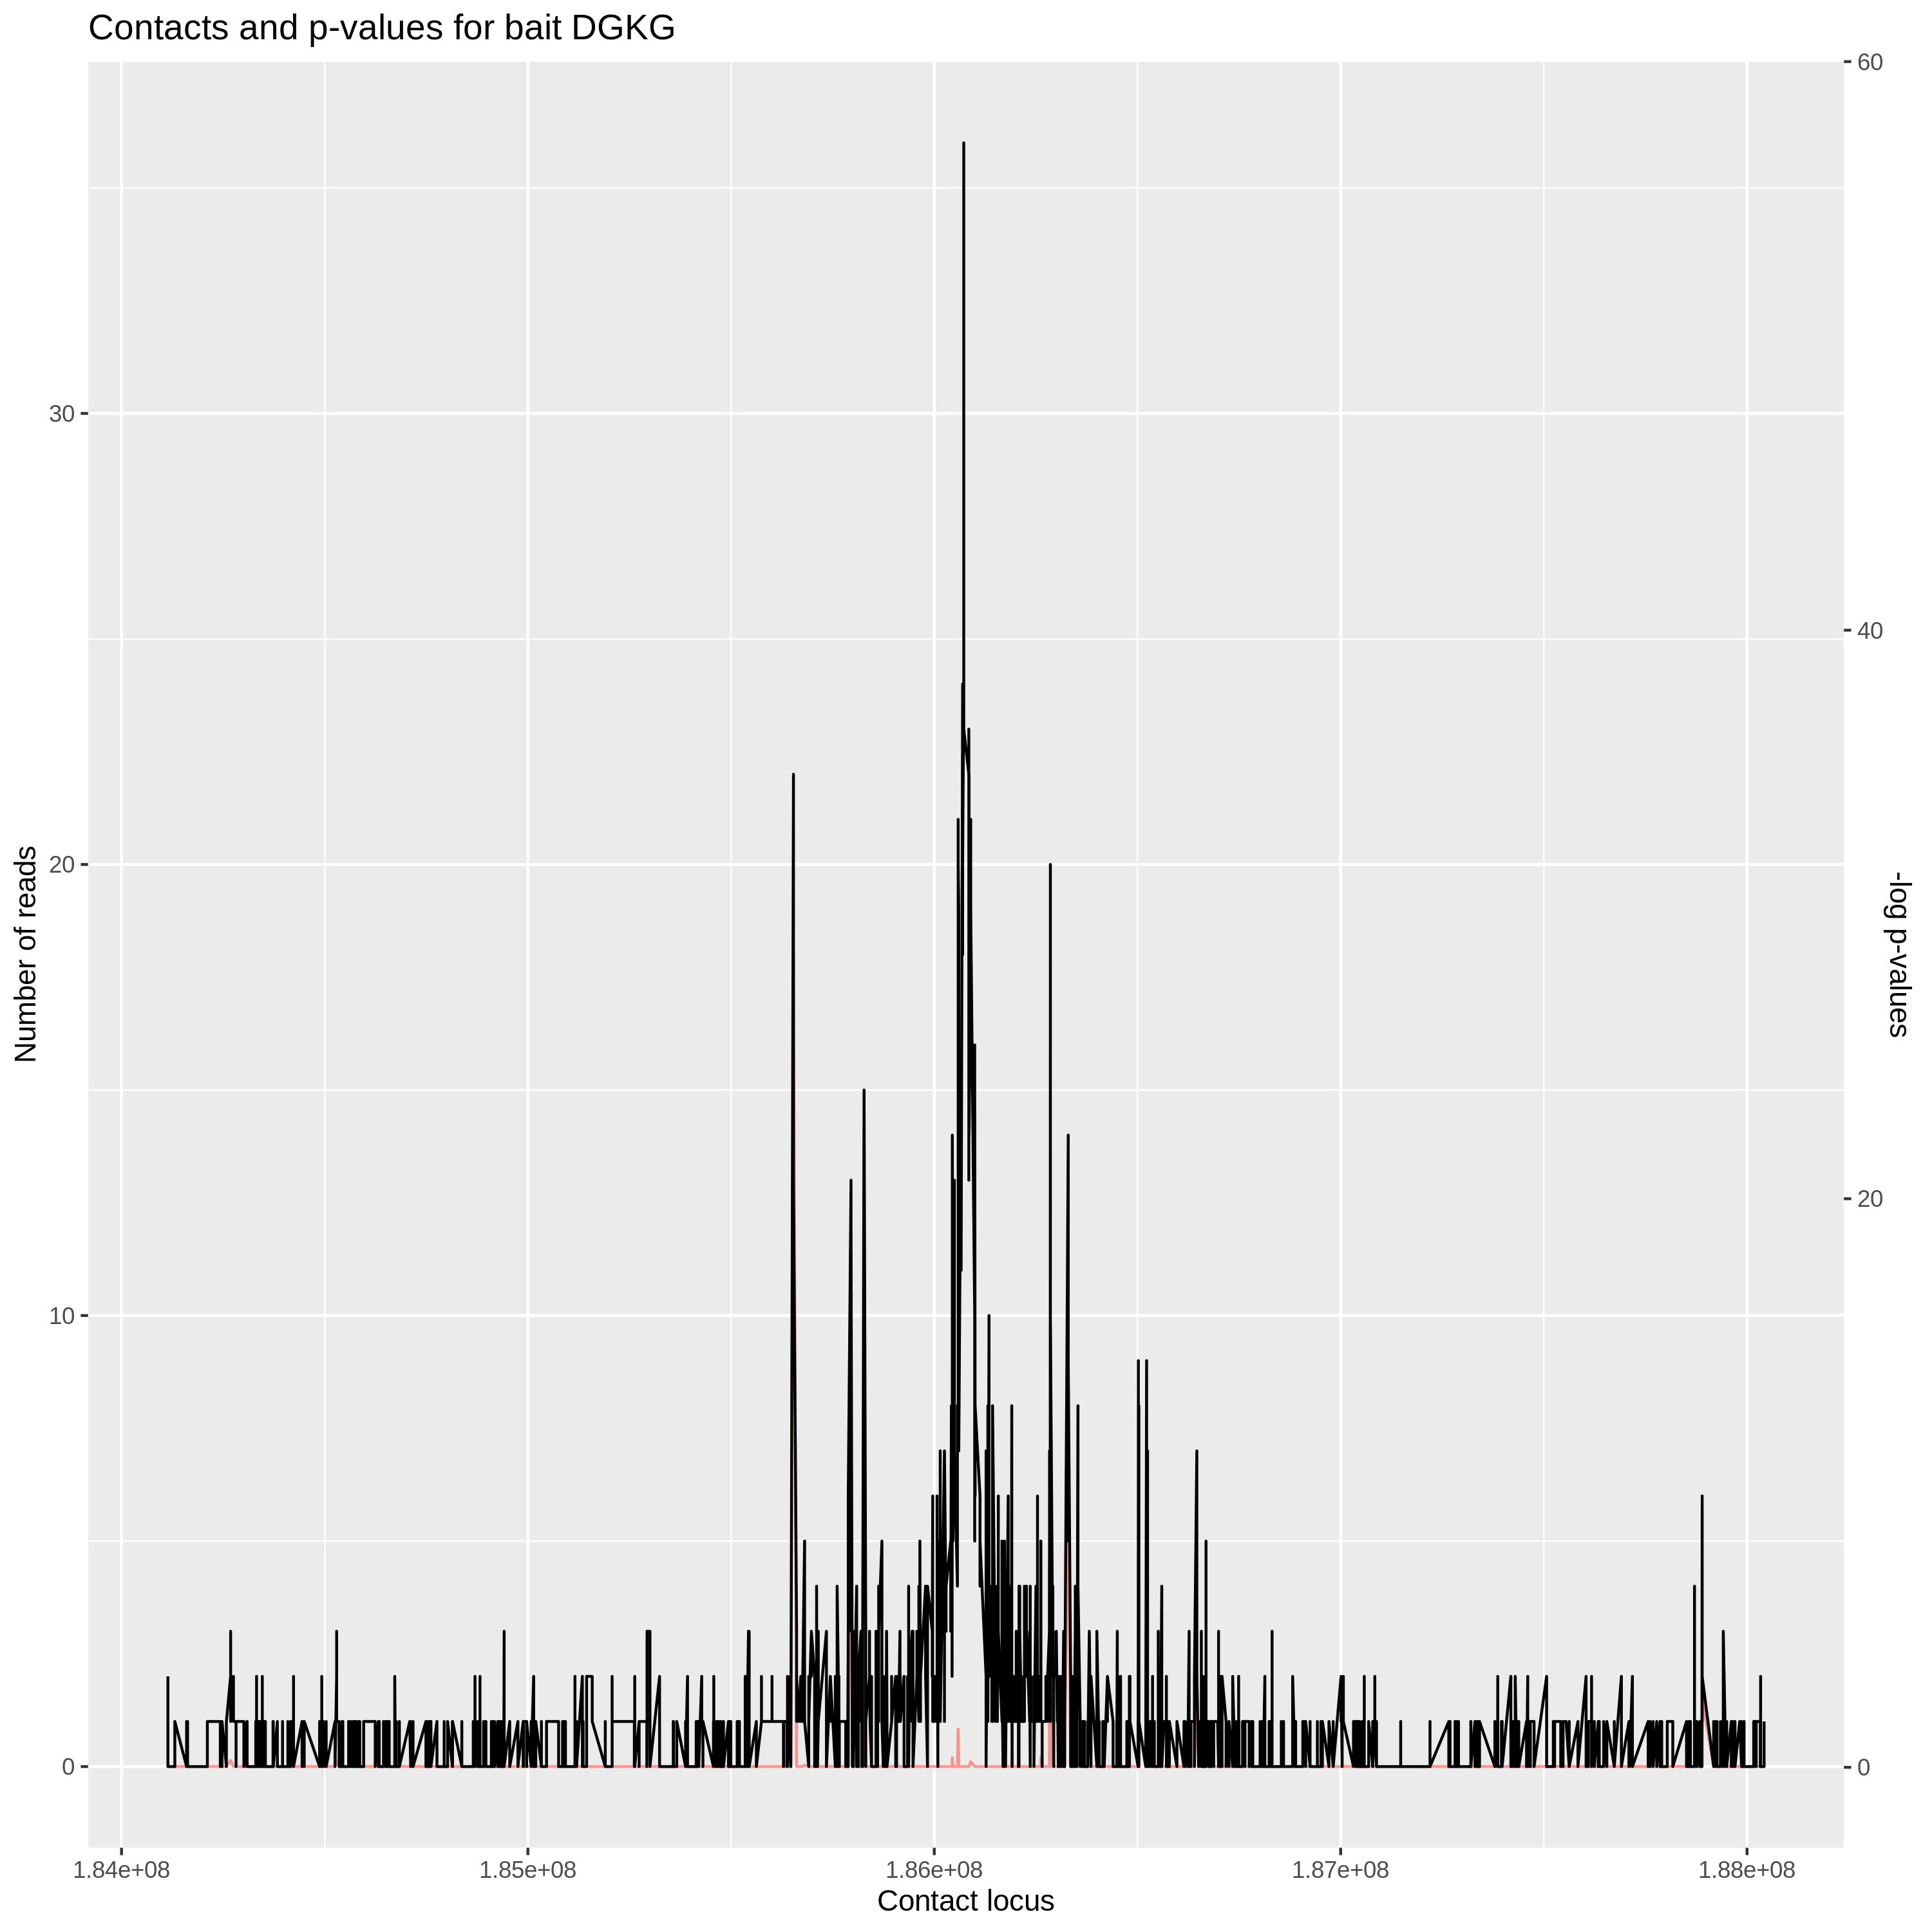 Contacts and p-values for bait DGKG
60
40
20
0
-log p-values
30
20
10
0
Number of reads
1.84e+08
1.85e+08
1.86e+08
1.87e+08
1.88e+08
Contact locus